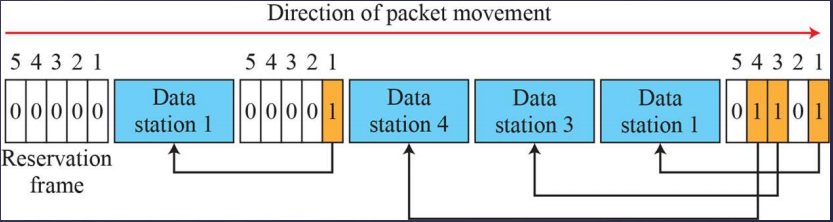 Direction of packet movement
5 4 3 2 1
5 4 3 2 1
5 4 3 2 1
0 0 0 0 0
Data
station 1
0 0 0 0 1
Data
station 4
Data
station 3
Data
station 1
0 1 1 0 1
Reservation
frame